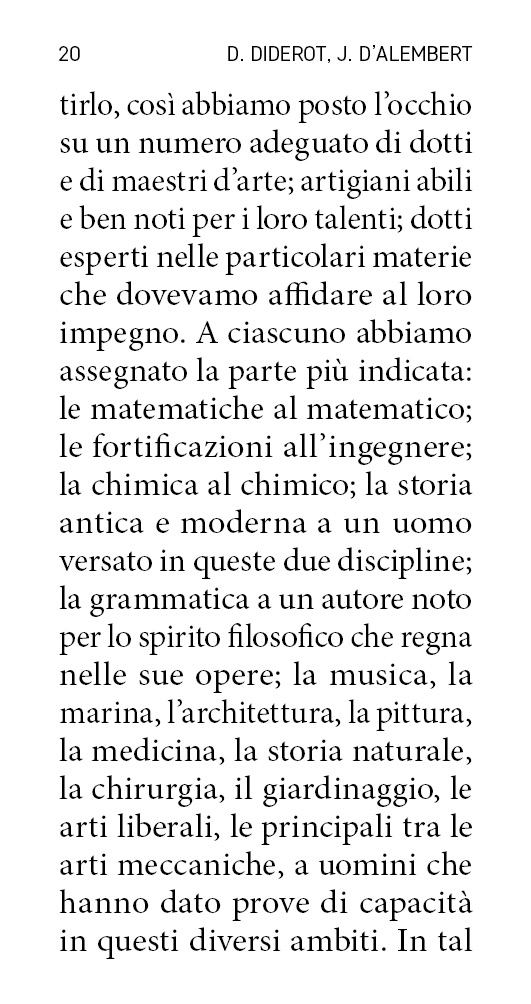 20 D. DIDEROT, J. D’ALEMBERT
tirlo, così abbiamo posto l’occhio
su un numero adeguato di dotti
e di maestri d’arte; artigiani abili
e ben noti per i loro talenti; dotti
esperti nelle particolari materie
che dovevamo affidare al loro
impegno. A ciascuno abbiamo
assegnato la parte più indicata:
le matematiche al matematico;
le fortificazioni all’ingegnere;
la chimica al chimico; la storia
antica e moderna a un uomo
versato in queste due discipline;
la grammatica a un autore noto
per lo spirito filosofico che regna
nelle sue opere; la musica, la
marina, l’architettura, la pittura,
la medicina, la storia naturale,
la chirurgia, il giardinaggio, le
arti liberali, le principali tra le
arti meccaniche, a uomini che
hanno dato prove di capacità
in questi diversi ambiti. In tal